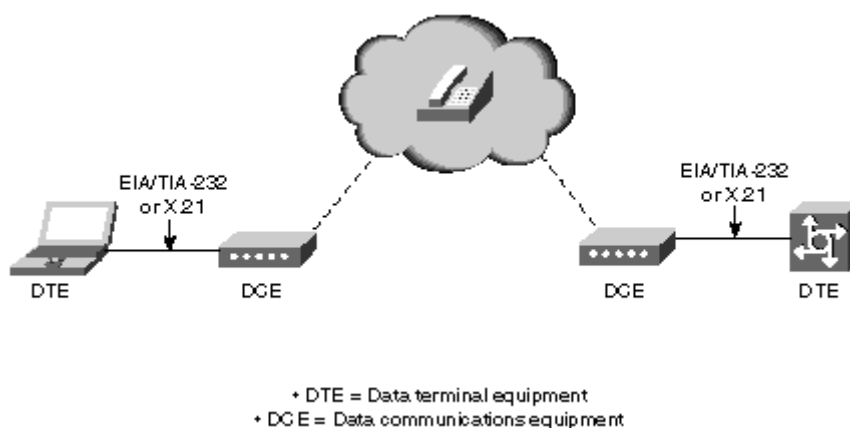 EIA/TIA-232
or X.21
EIA/TIA-232
or X.21
DTE
DCE
DCE
DTE
• DTE = Data terminal equipment
• DCE = Data communications equipment